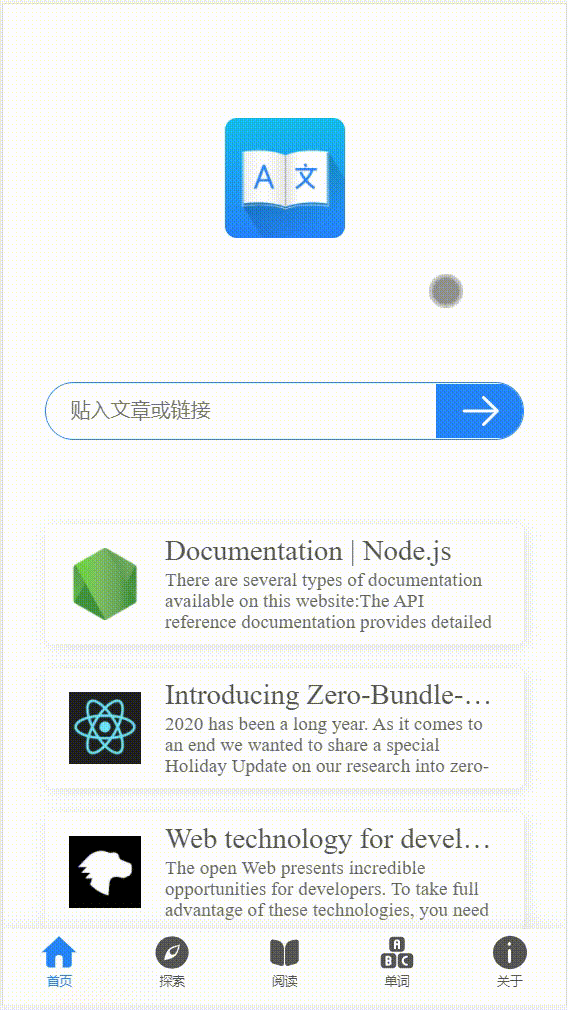 A 文
贴入文章或链接
Documentation | Node.js
There are several types of documentation
available on this website:The API
reference documentation provides detailed
Introducing Zero-Bundle-…
2020 has been a long year. As it comes to
an end we wanted to share a special
Holiday Update on our research into zero-
Web technology for devel…
The open Web presents incredible
opportunities for developers. To take full
advantage of these technologies, you need
A
B C
首页 探索 阅读 单词 关于